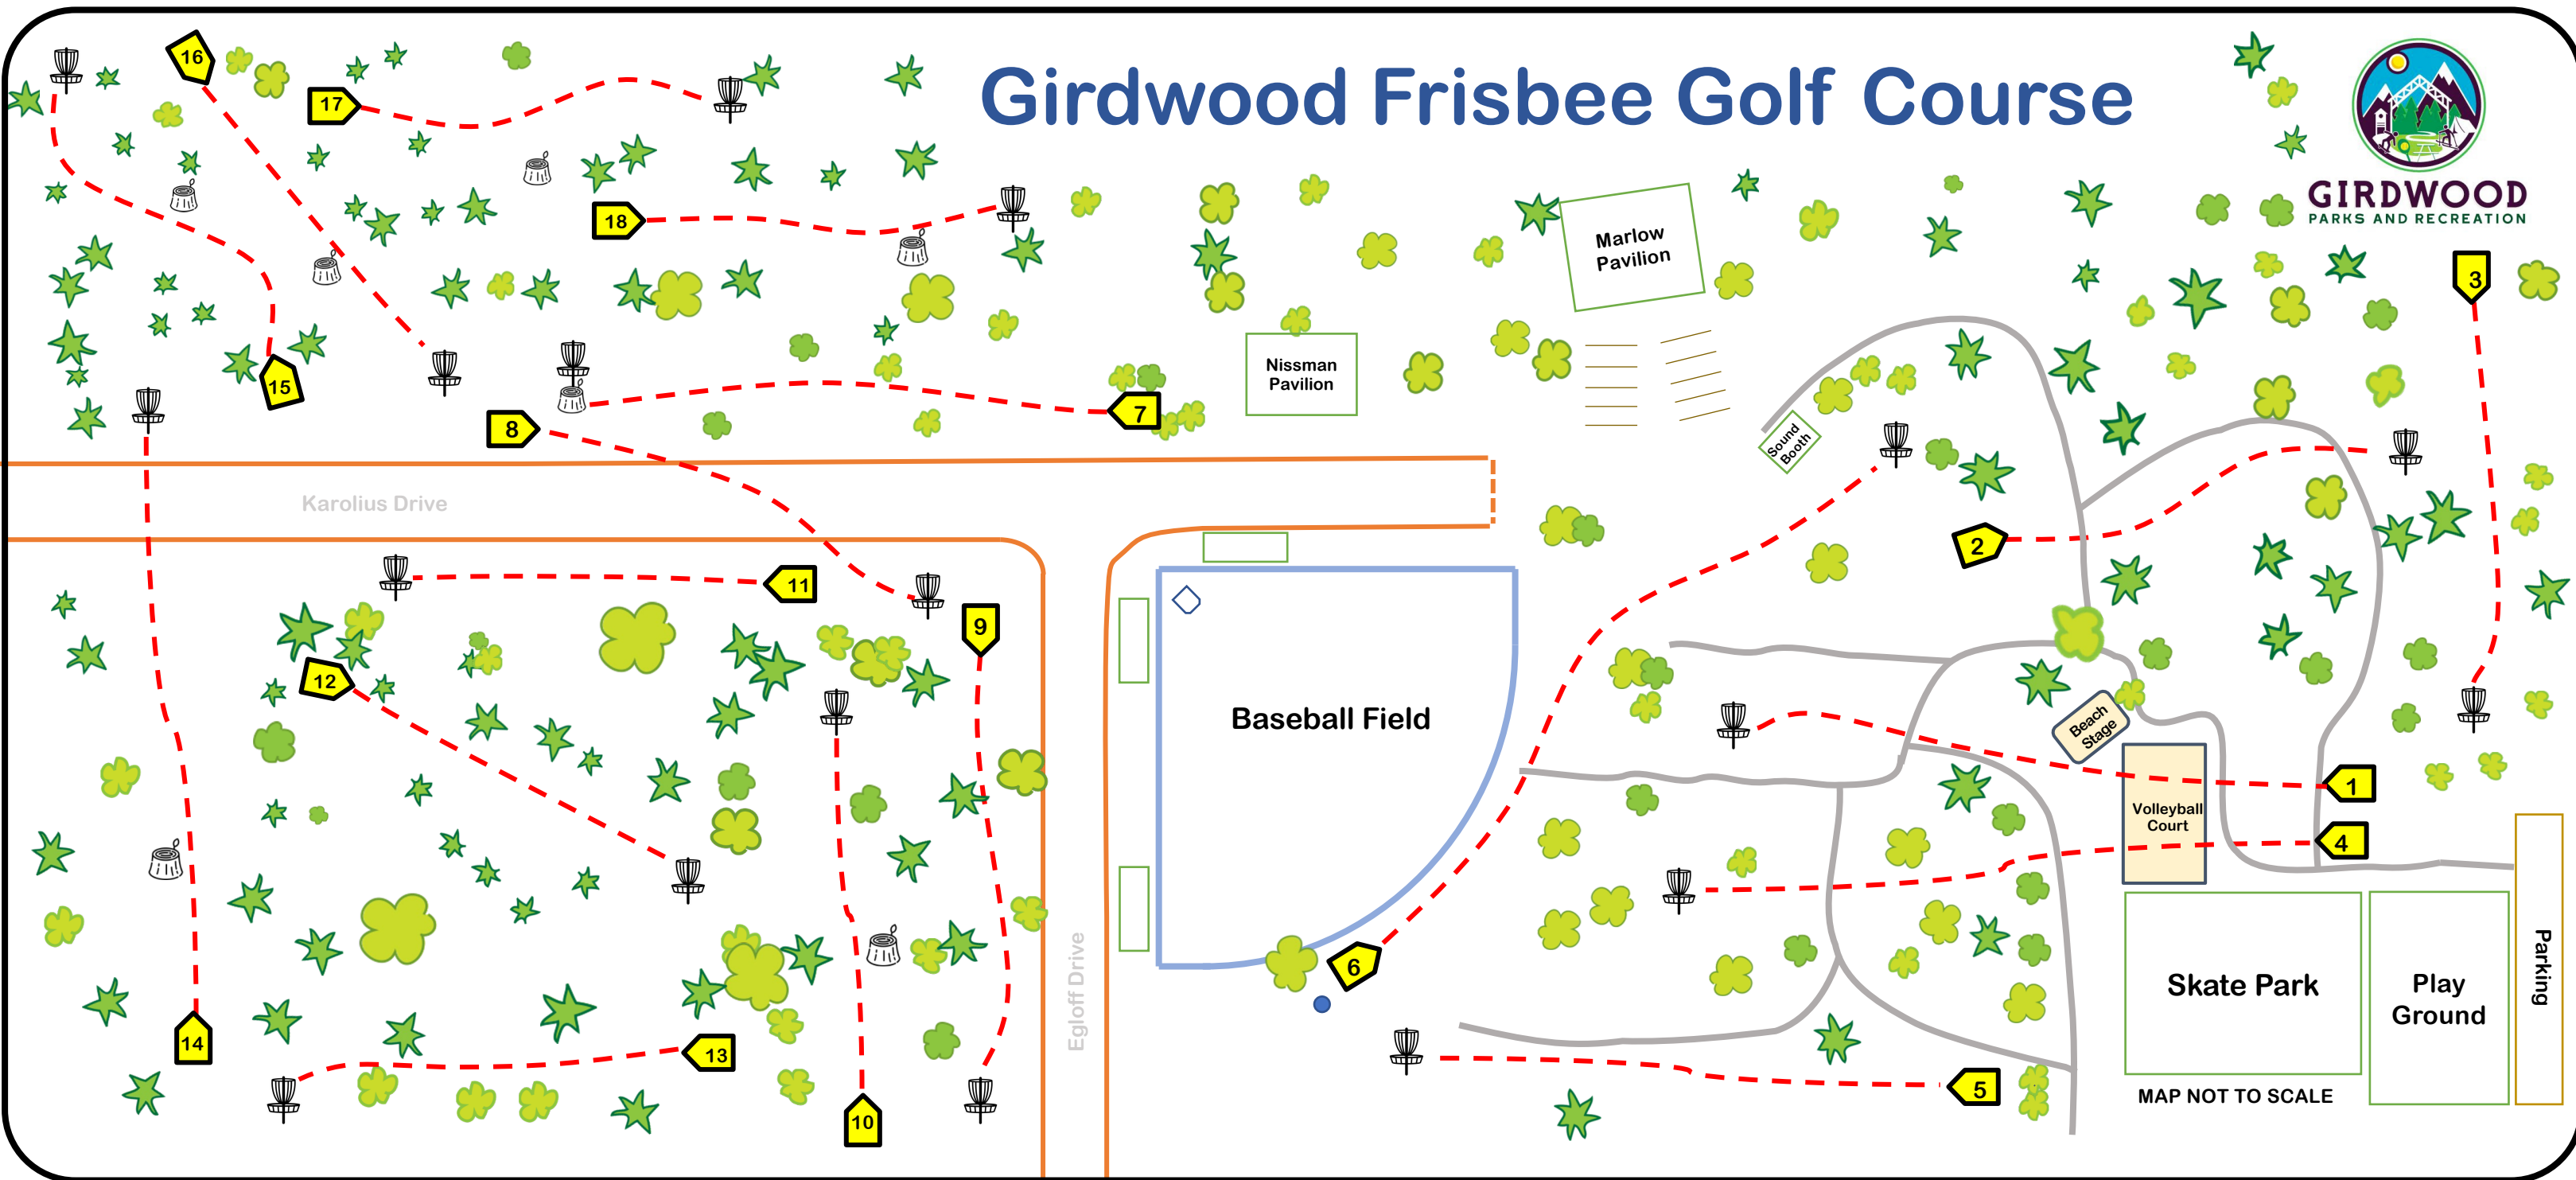 Girdwood Frisbee Golf Course
GIRDWOOD
PARKS AND RECREATION
16
17
18
15
8
7
Nissman
Pavilion
Marlow
Pavilion
Sound
Booth
3
2
Karolius Drive
11
9
12
Baseball Field
Beach
Stage
1
Volleyball
Court
4
6
14
13
10
Egloff Drive
5
Skate Park
Play
Ground
Parking
MAP NOT TO SCALE